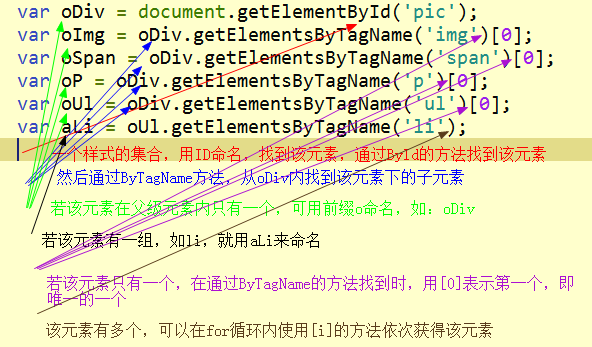 var oDiv = document.getElementById('pic');
var oImg = oDiv.getElementsByTagName('img')[0];
var oSpan = oDiv.getElementsByTagName('span')[0];
var oP = oDiv.getElementsByTagName('p')[0];
var oUl = oDiv.getElementsByTagName('ul')[0];
var aLi = oUl.getElementsByTagName('li');
个样式的集合，用ID命名，找到该元素，通过ById的方法找到该元素
然后通过ByTagName方法，从oDiv内找到该元素下的子元素
若该元素在父级元素内只有一个，可用前缀o命名，如：oDiv
若该元素有一组，如li，就用aLi来命名
若该元素只有一个，在通过ByTagName的方法找到时，用[0]表示第一个，即
唯一的一个
该元素有多个，可以在for循环内使用[i]的方法依次获得该元素